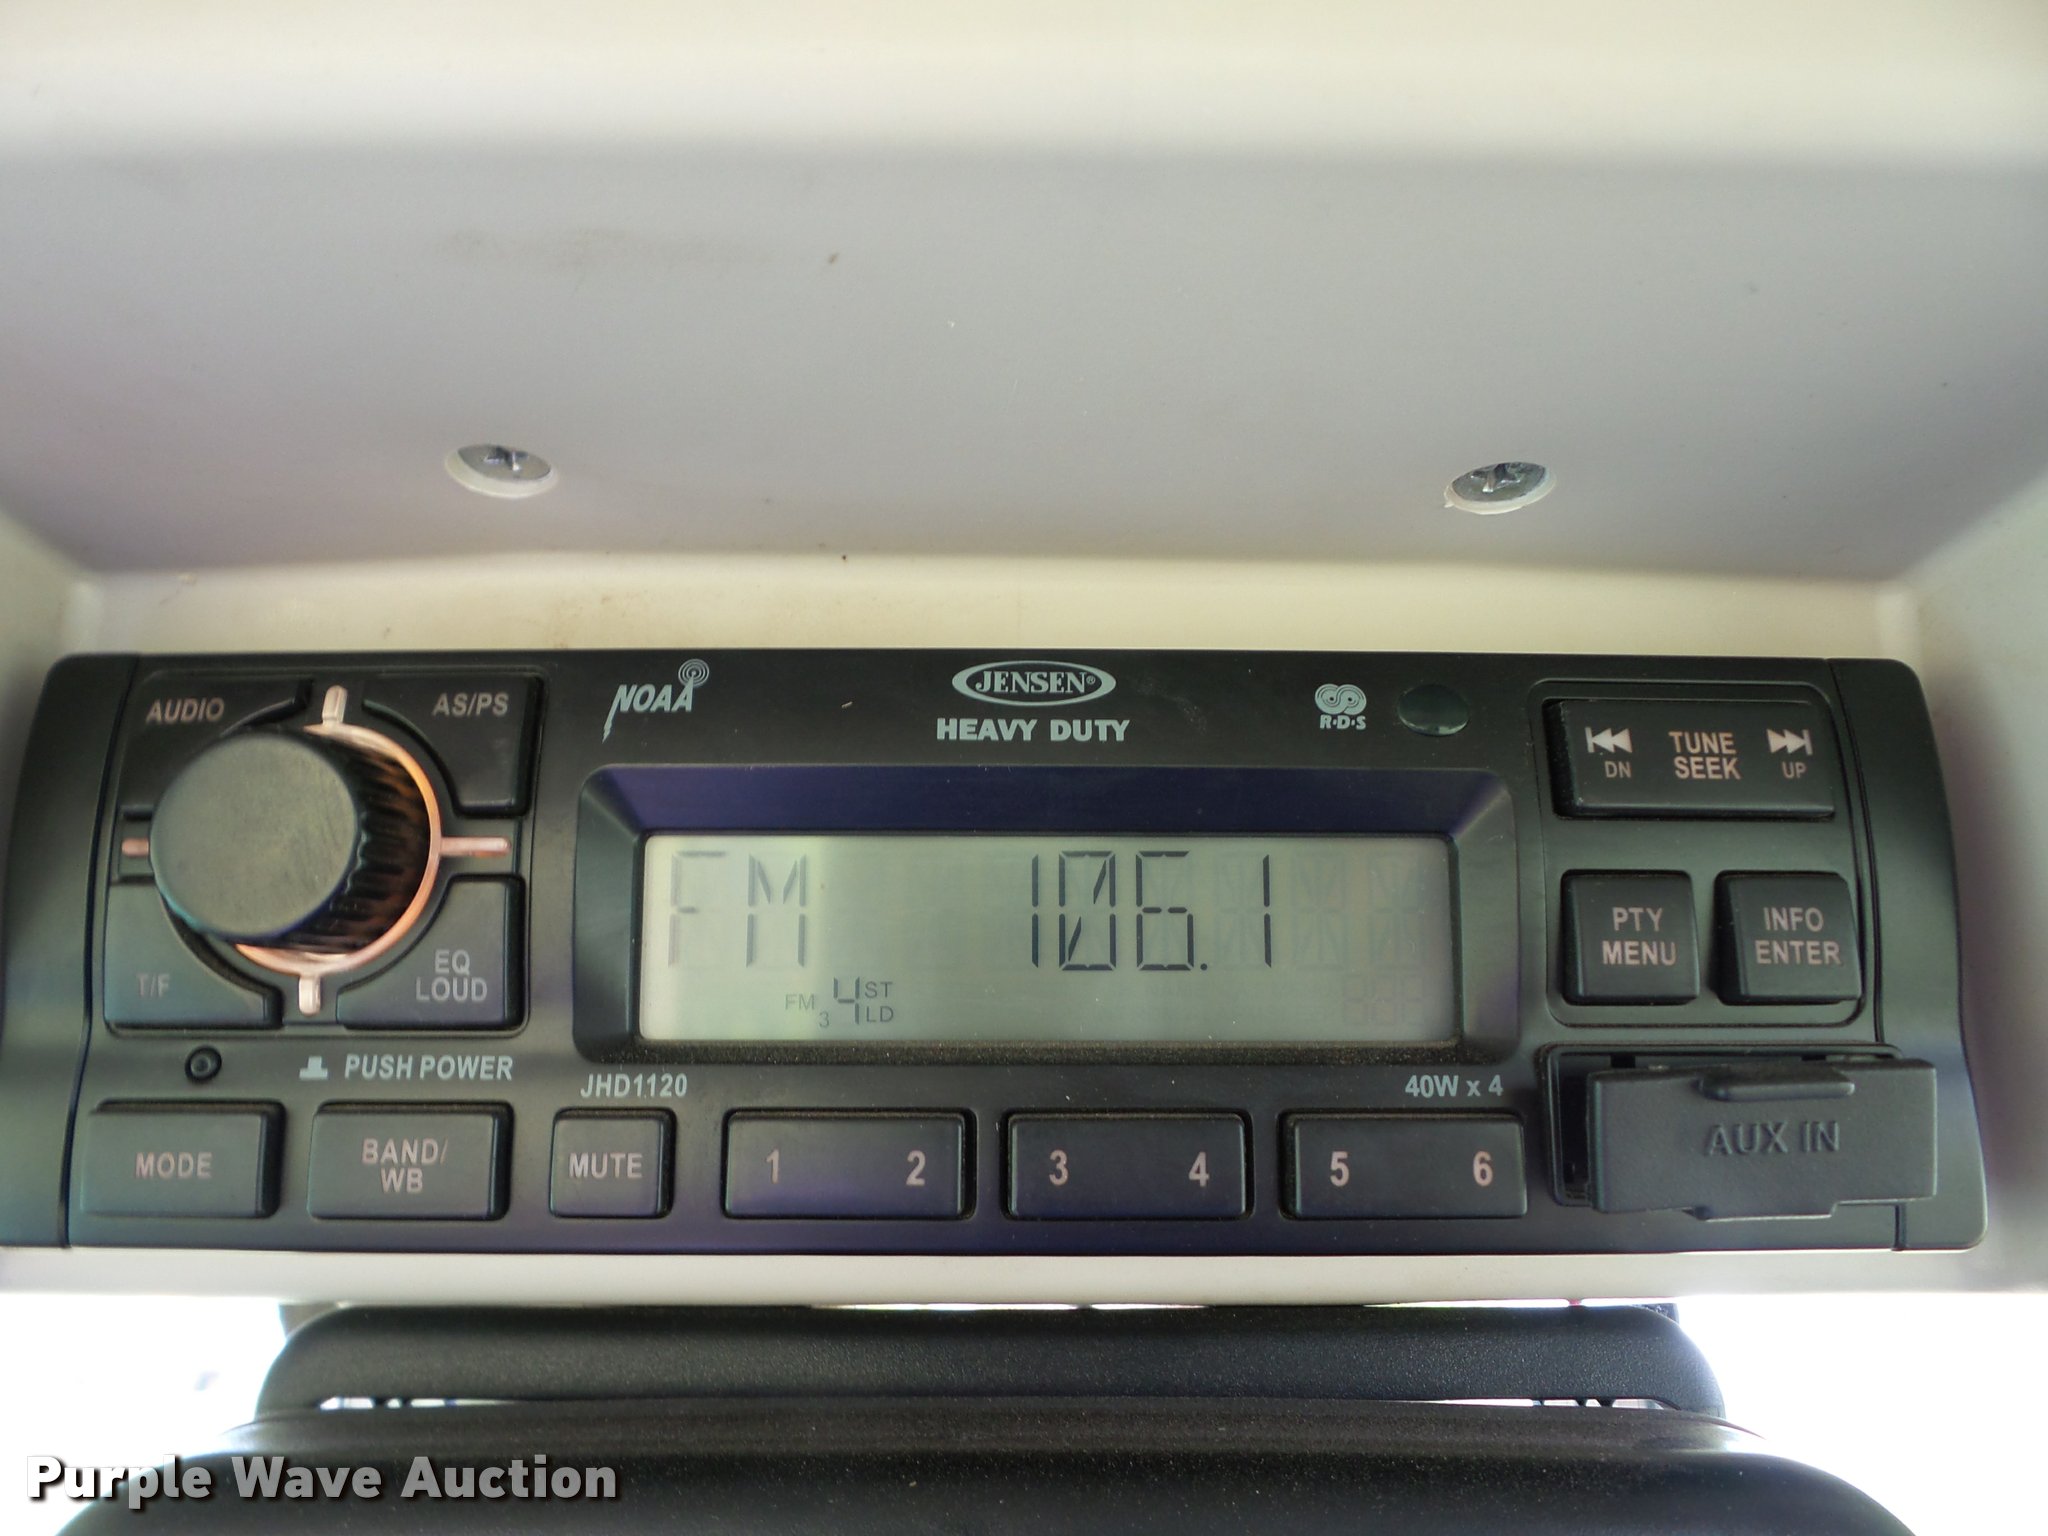 AUDIO
AS/PS
NOAA
JENSEN®
HEAVY DUTY
R·D·S
DN
TUNE
SEEK
UP
FM 106.1
FM 3 4 ST
LD
T/F
EQ
LOUD
PTY
MENU
INFO
ENTER
PUSH POWER
JHD1120
40W x 4
MODE
BAND/
WB
MUTE
1 2
3 4
5 6
AUX IN
Purple Wave Auction